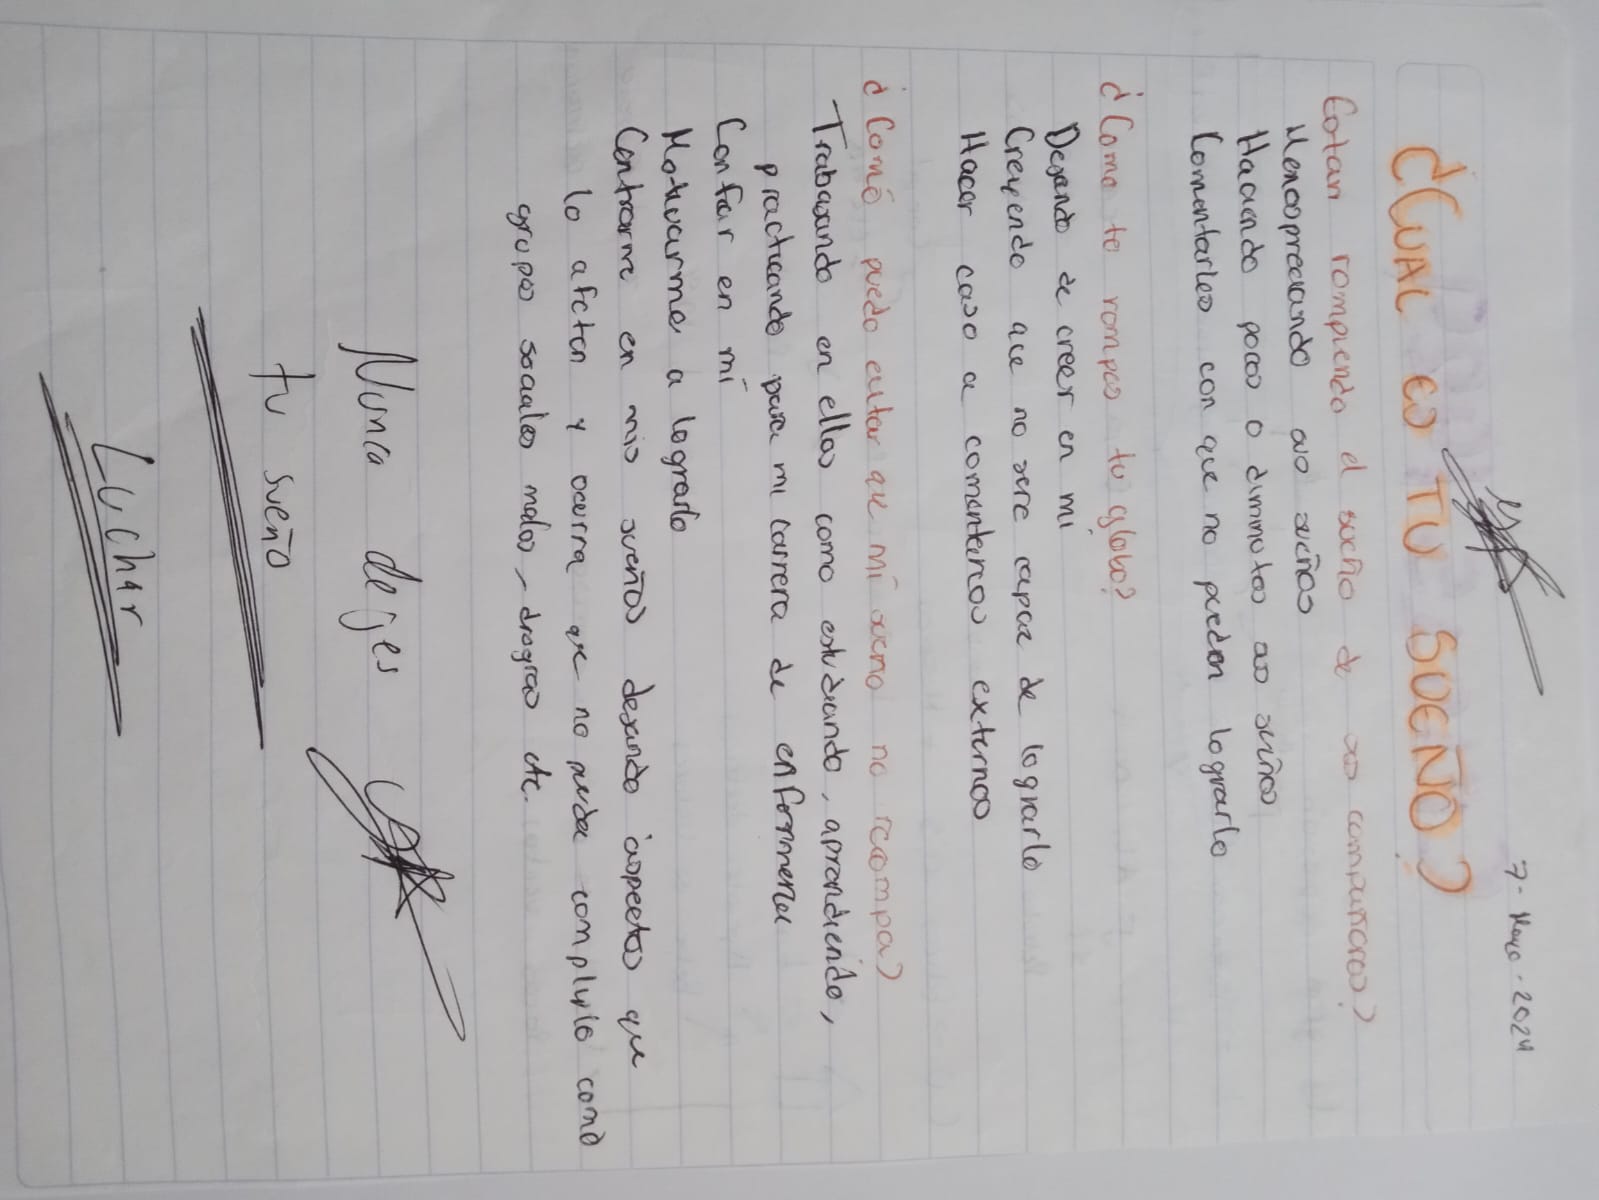 7- Mayo -2024
¿CUAL ES TU SUEÑO?
Estan rompiendo el sueño de sus compañeros?
Menospreciando sus sueños
Haciendo pocos o diminutos sus sueños
Comentarles con que no pueden lograrlo
¿Como te rompes tu globo?
Dejando de creer en mi
Creyendo que no sere capaz de lograrlo
Hacer caso a comentarios externos
¿Comó puedo evitar que mi sueno no rompa?
Trabajando en ellos como estudiando, aprendiendo,
practicando para mi carrera de enfermeria
Confiar en mí
Motivarme a lograrlo
Centrarme en mis sueños dejando aspectos que
lo afcten y ocurra que no pueda complirlo como
grupos sociales malos, drogras etc.
Nunca dejes
tu sueño
Luchar